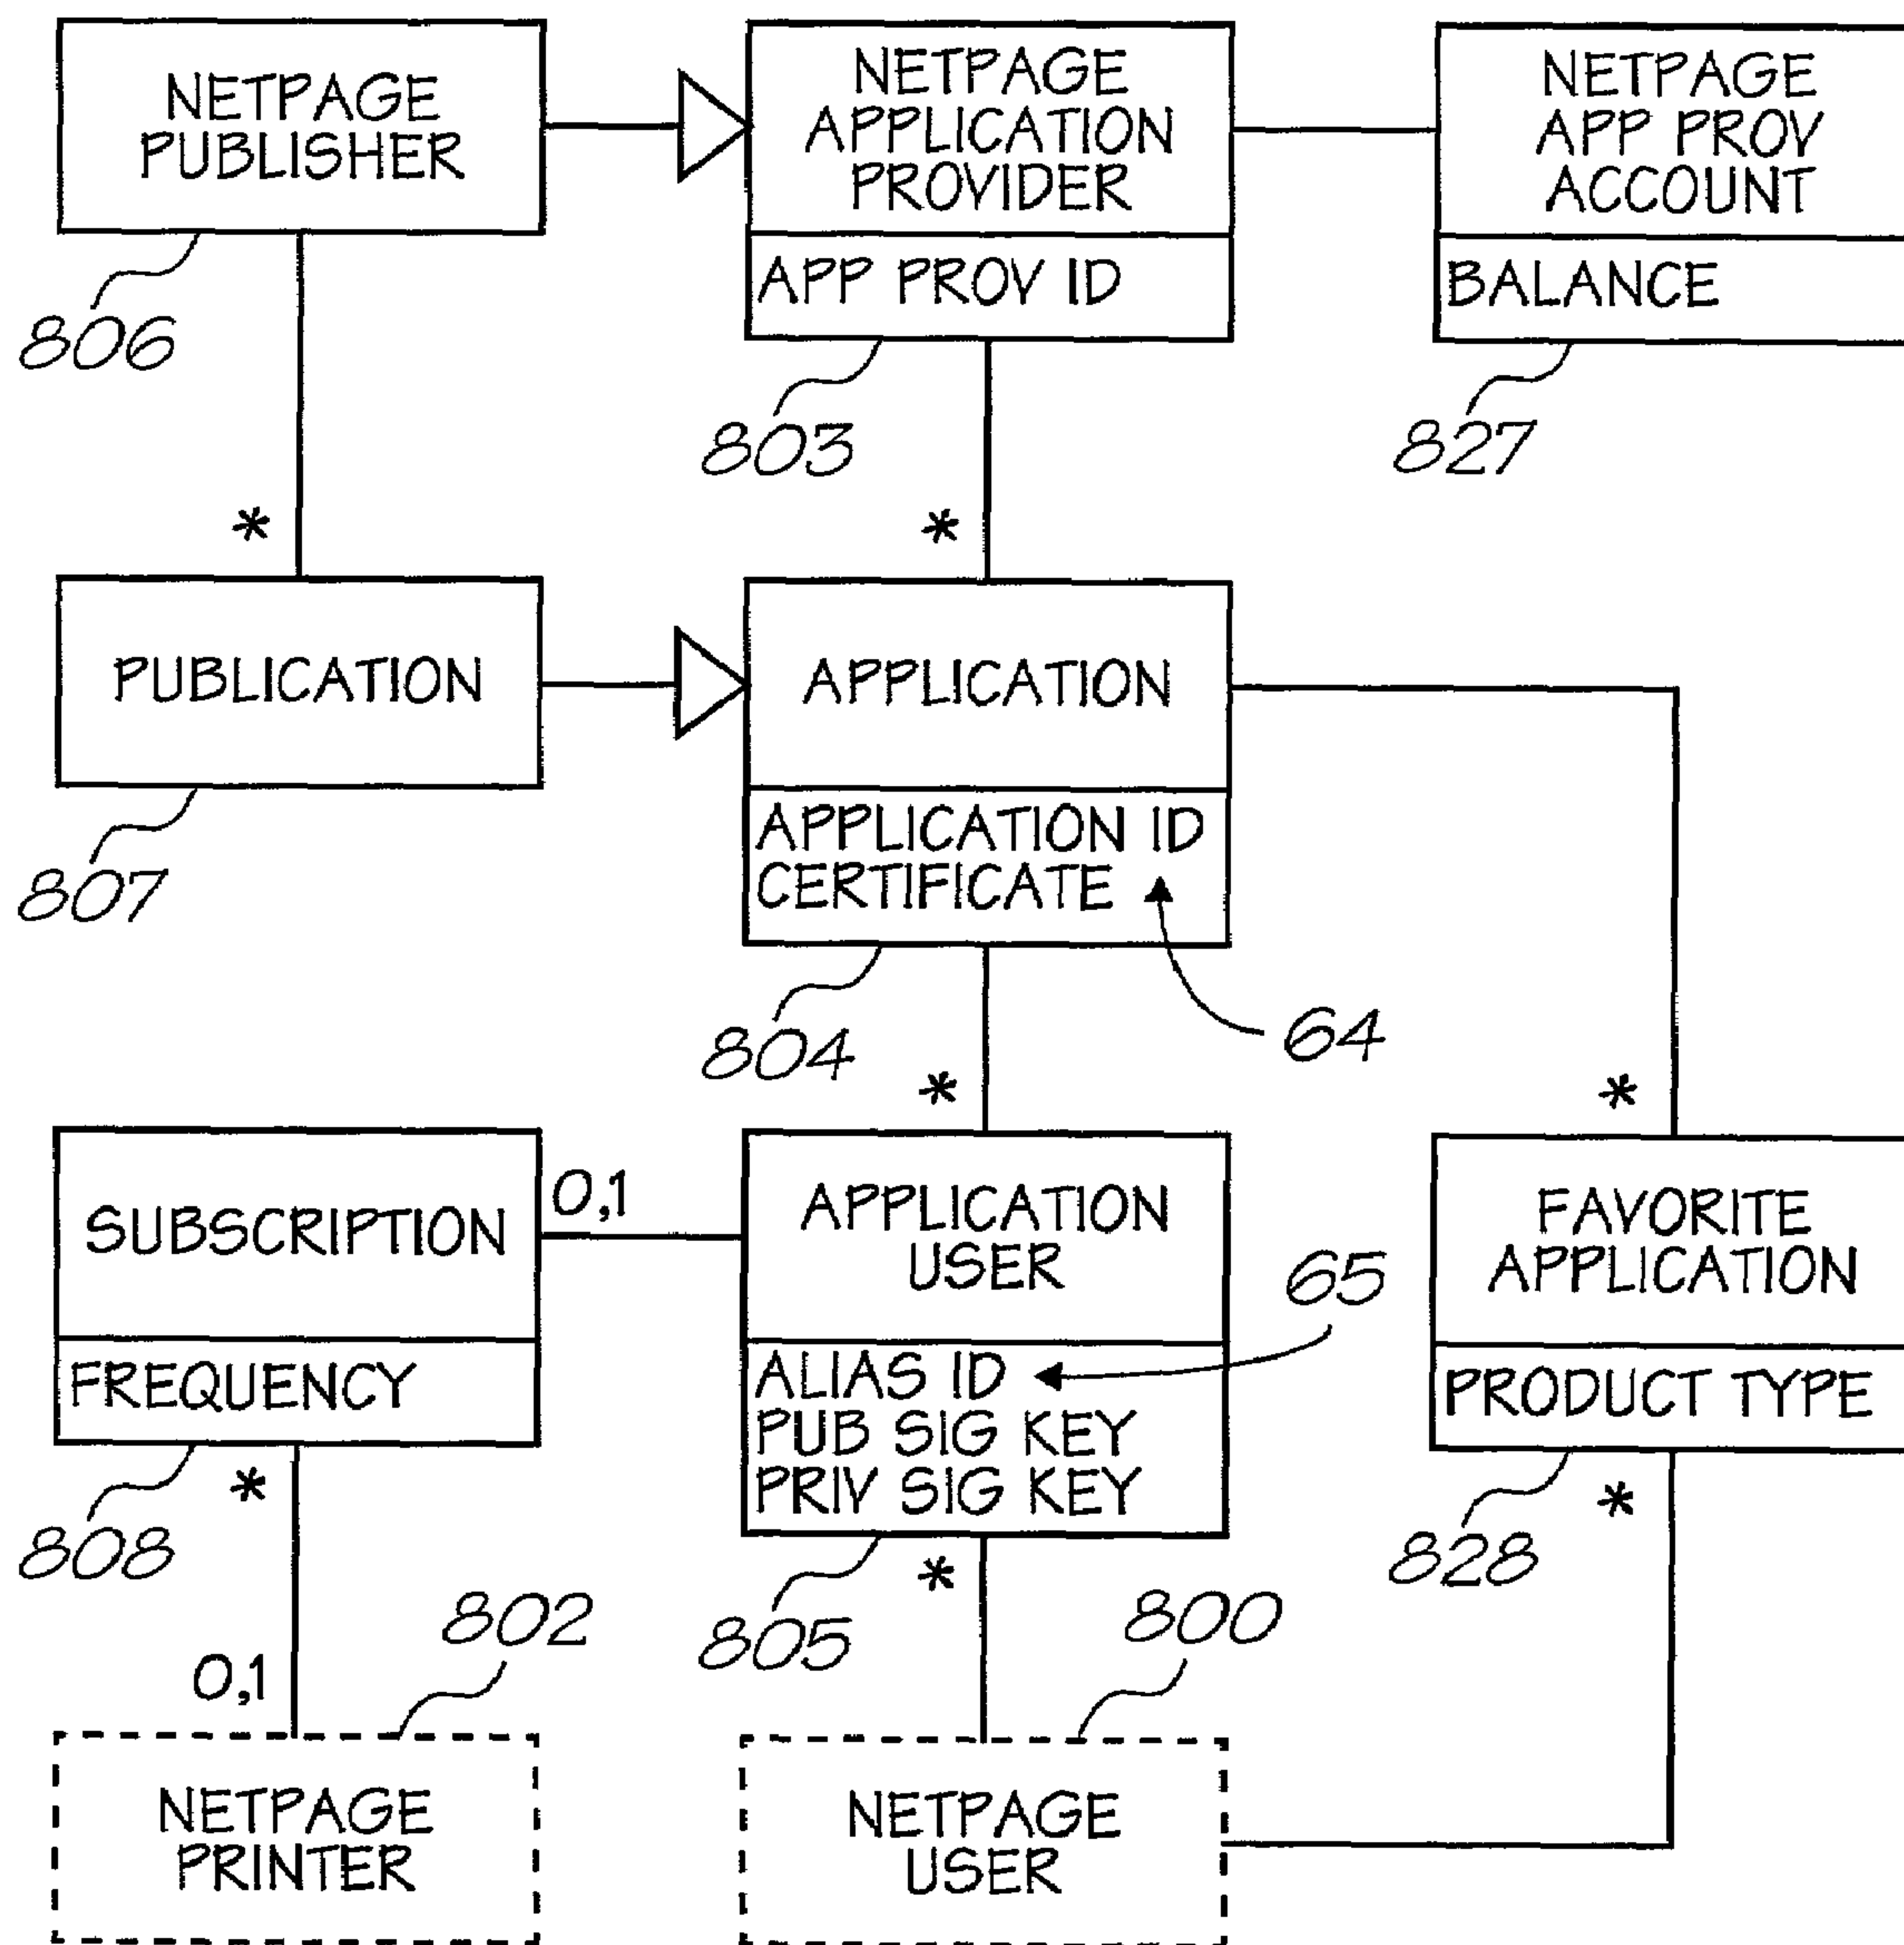 NETPAGE
PUBLISHER
NETPAGE
APPLICATION
PROVIDER
APP PROV ID
NETPAGE
APP PROV
ACCOUNT
BALANCE
806
803
827
*
*
PUBLICATION
APPLICATION
APPLICATION ID
CERTIFICATE
807
804
64
*
*
SUBSCRIPTION
FREQUENCY
0,1
APPLICATION
USER
ALIAS ID
PUB SIG KEY
PRIV SIG KEY
65
FAVORITE
APPLICATION
PRODUCT TYPE
808
*
802
805
*
800
828
*
0,1
NETPAGE
PRINTER
NETPAGE
USER